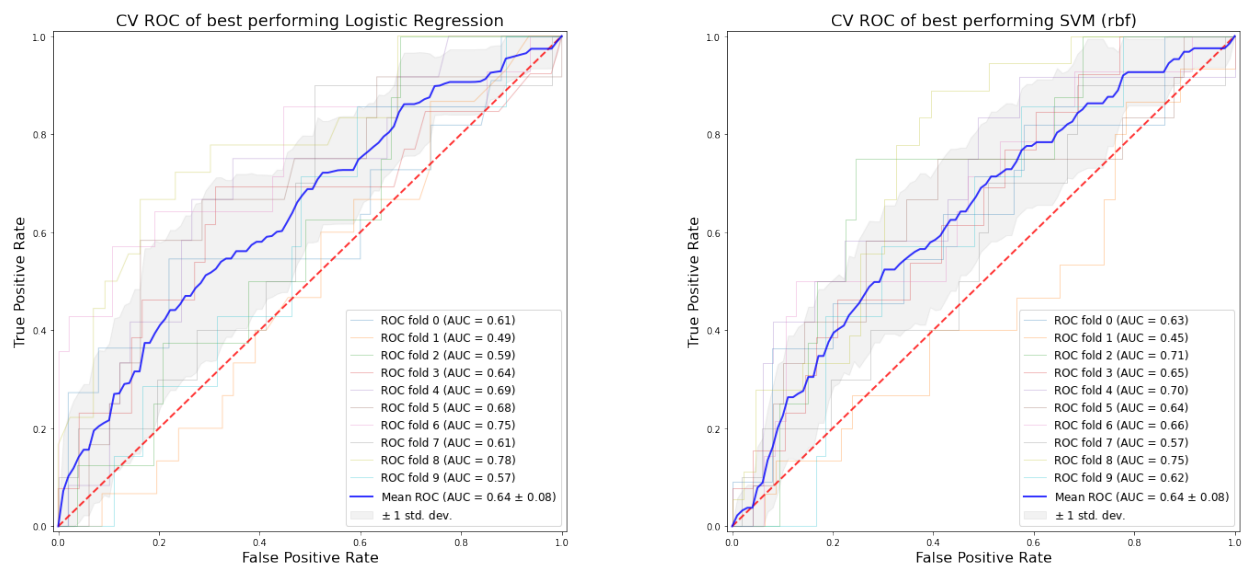 CV ROC of best performing Logistic Regression
1.0
0.8
0.6
0.4
0.2
0.0
True Positive Rate
0.0 0.2 0.4 0.6 0.8 1.0
False Positive Rate
ROC fold 0 (AUC = 0.61)
ROC fold 1 (AUC = 0.49)
ROC fold 2 (AUC = 0.59)
ROC fold 3 (AUC = 0.64)
ROC fold 4 (AUC = 0.69)
ROC fold 5 (AUC = 0.68)
ROC fold 6 (AUC = 0.75)
ROC fold 7 (AUC = 0.61)
ROC fold 8 (AUC = 0.78)
ROC fold 9 (AUC = 0.57)
Mean ROC (AUC = 0.64 ± 0.08)
± 1 std. dev.
CV ROC of best performing SVM (rbf)
1.0
0.8
0.6
0.4
0.2
0.0
True Positive Rate
0.0 0.2 0.4 0.6 0.8 1.0
False Positive Rate
ROC fold 0 (AUC = 0.63)
ROC fold 1 (AUC = 0.45)
ROC fold 2 (AUC = 0.71)
ROC fold 3 (AUC = 0.65)
ROC fold 4 (AUC = 0.70)
ROC fold 5 (AUC = 0.64)
ROC fold 6 (AUC = 0.66)
ROC fold 7 (AUC = 0.57)
ROC fold 8 (AUC = 0.75)
ROC fold 9 (AUC = 0.62)
Mean ROC (AUC = 0.64 ± 0.08)
± 1 std. dev.